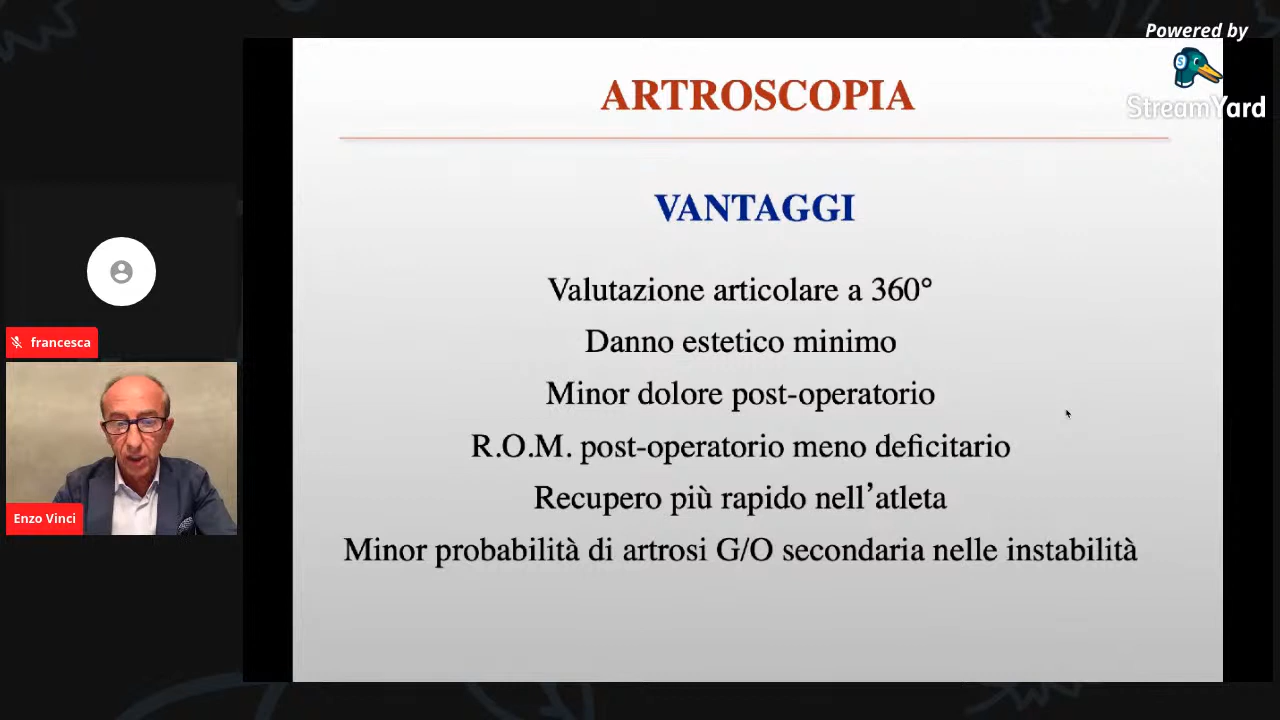 Powered by
StreamYard
ARTROSCOPIA
VANTAGGI
Valutazione articolare a 360°
Danno estetico minimo
Minor dolore post-operatorio
R.O.M. post-operatorio meno deficitario
Recupero più rapido nell’atleta
Minor probabilità di artrosi G/O secondaria nelle instabilità
francesca
Enzo Vinci